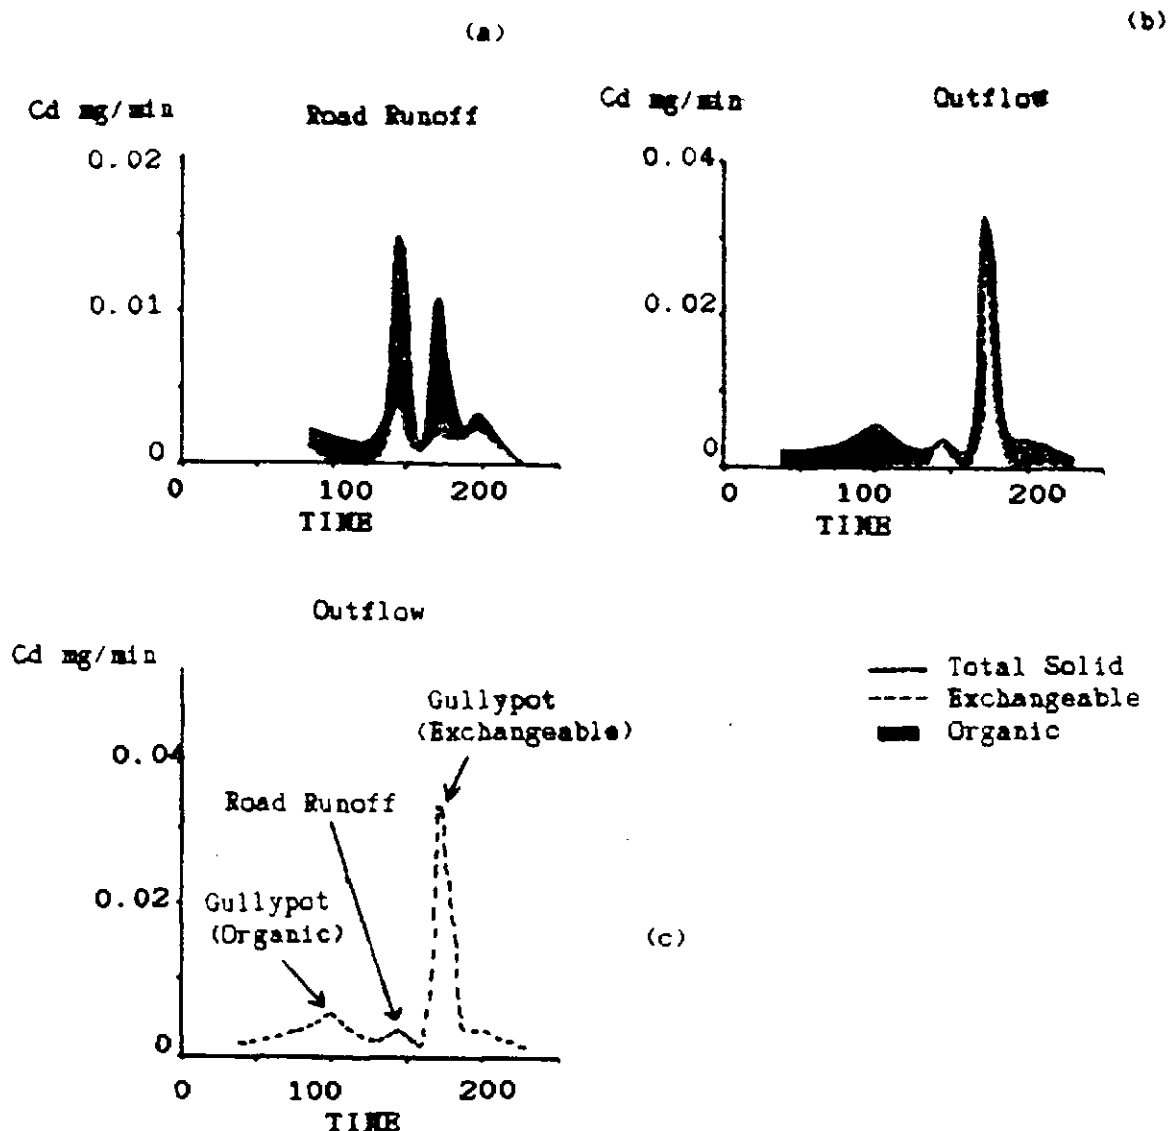 (a)
(b)
Cd mg/min
Road Runoff
0.02
0.01
0
0 100 200
TIME
Cd mg/min
Outflow
0.04
0.02
0
0 100 200
TIME
Outflow
Cd mg/min
0.04
0.02
0
Gullypot
(Exchangeable)
Road Runoff
Gullypot
(Organic)
0 100 200
TIME
(c)
Total Solid
Exchangeable
Organic